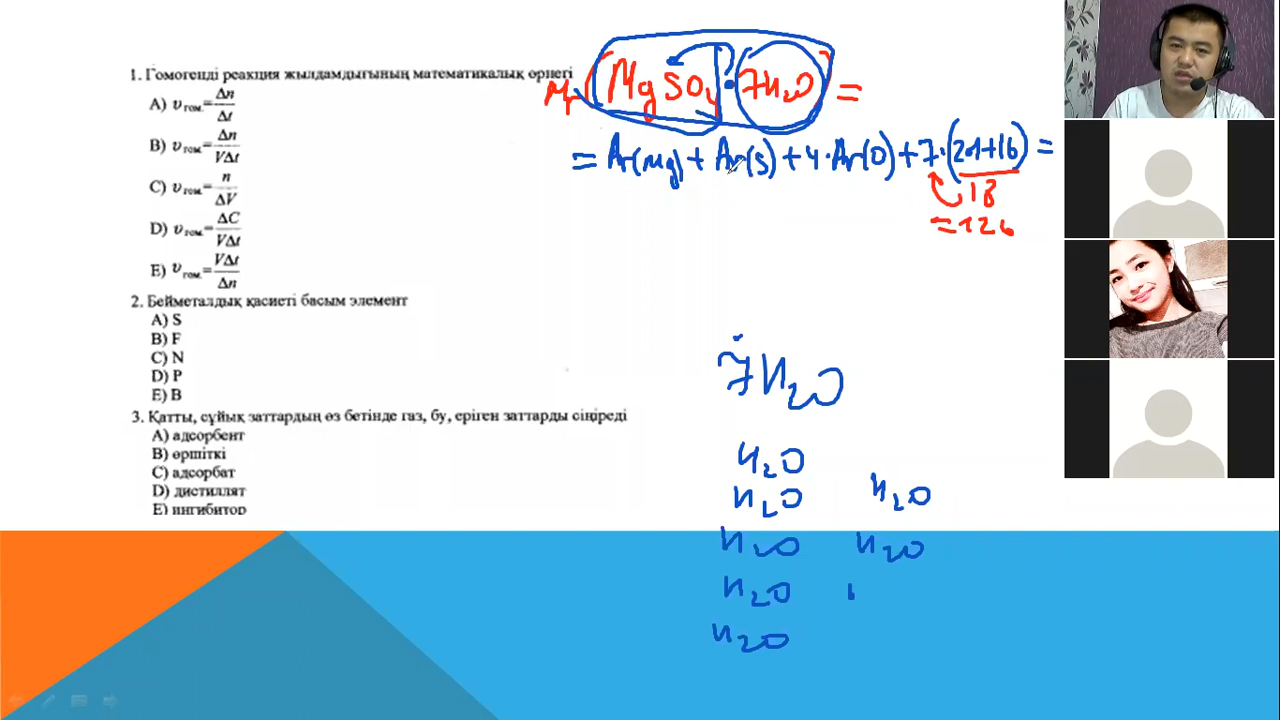 1. Гомогенді реакция жылдамдығының математикалық өрнегі
A) υгом.=Δn/Δt
B) υгом.=Δn/VΔt
C) υгом.=n/ΔV
D) υгом.=ΔC/VΔt
E) υгом.=VΔt/Δn
2. Бейметалдық қасиеті басым элемент
A) S
B) F
C) N
D) P
E) B
3. Қатты, сұйық заттардың өз бетінде газ, бу, еріген заттарды сіңіреді
A) адсорбент
B) өршіткі
C) адсорбат
D) дистиллят
E) ингибитор
Mr(MgSO4·7H2O)=
=Ar(Mg)+Ar(S)+4·Ar(O)+7·(2·1+16)=
18
=126
7H2O
H2O
H2O H2O
H2O H2O
H2O
H2O